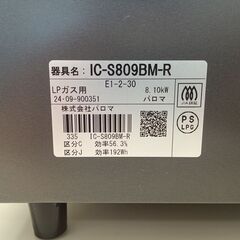 器具名: IC-S809BM-R
E1-2-30
LPガス用 8.10kW
24-09-900351 パロマ
株式会社パロマ
335 IC-S809BM-R
区分C 効率56.3%
区分J 効率192Wh
PS
LPG